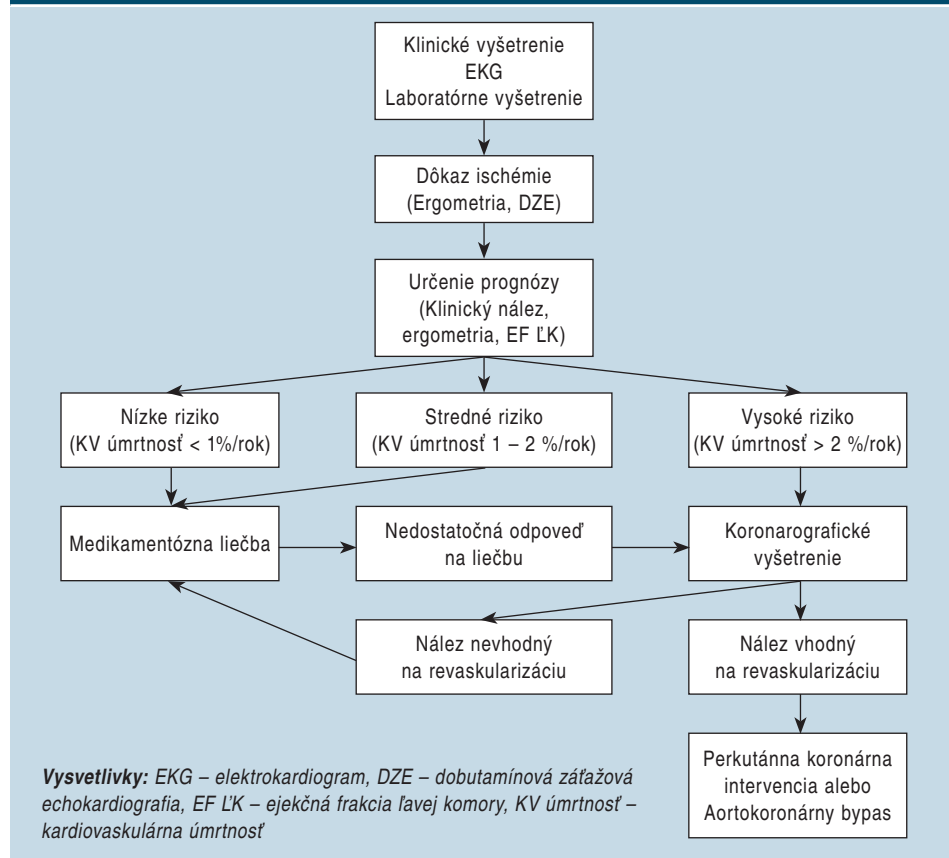 Klinické vyšetrenie
EKG
Laboratórne vyšetrenie
Dôkaz ischémie
(Ergometria, DZE)
Určenie prognózy
(Klinický nález,
ergometria, EF ĽK)
Nízke riziko
(KV úmrtnosť < 1%/rok)
Stredné riziko
(KV úmrtnosť 1 – 2 %/rok)
Vysoké riziko
(KV úmrtnosť > 2 %/rok)
Medikamentózna liečba
Nedostatočná odpoveď
na liečbu
Koronarografické
vyšetrenie
Nález nevhodný
na revaskularizáciu
Nález vhodný
na revaskularizáciu
Perkutánna koronárna
intervencia alebo
Aortokoronárny bypas
Vysvetlivky: EKG – elektrokardiogram, DZE – dobutamínová záťažová
echokardiografia, EF ĽK – ejekčná frakcia ľavej komory, KV úmrtnosť –
kardiovaskulárna úmrtnosť